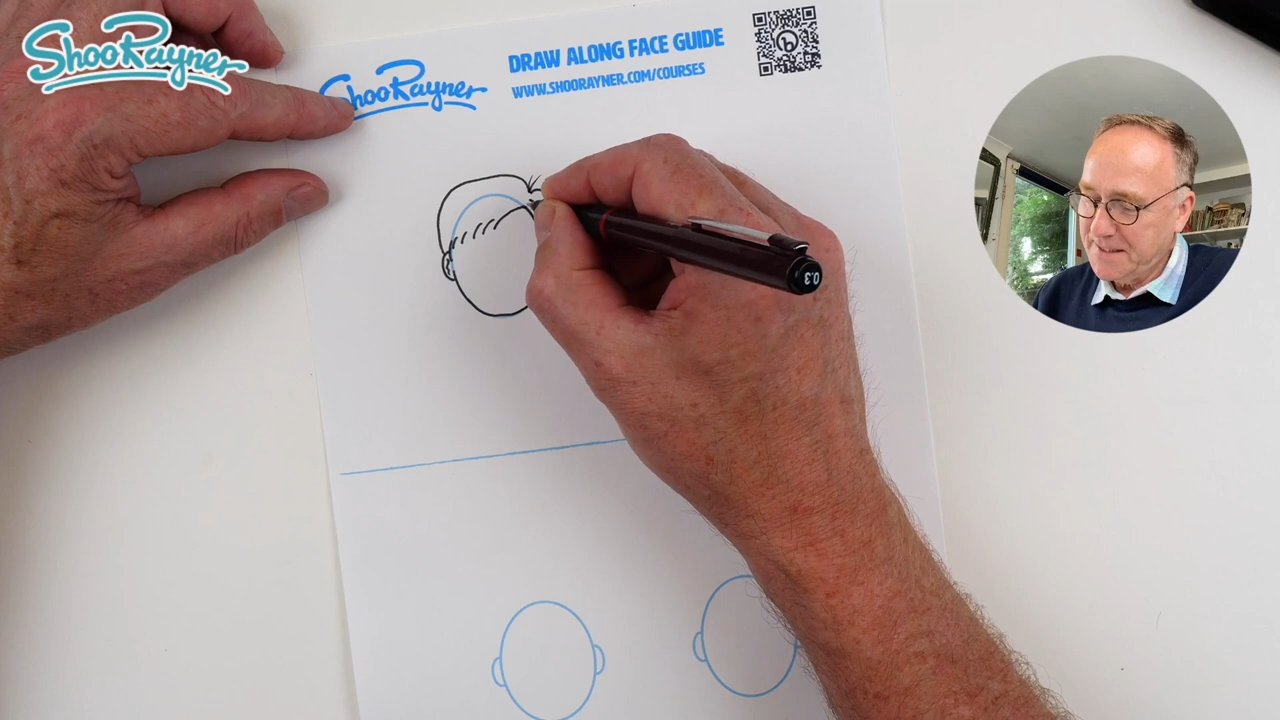 ShooRayner
ShooRayner
DRAW ALONG FACE GUIDE
WWW.SHOORAYNER.COM/COURSES
0.3